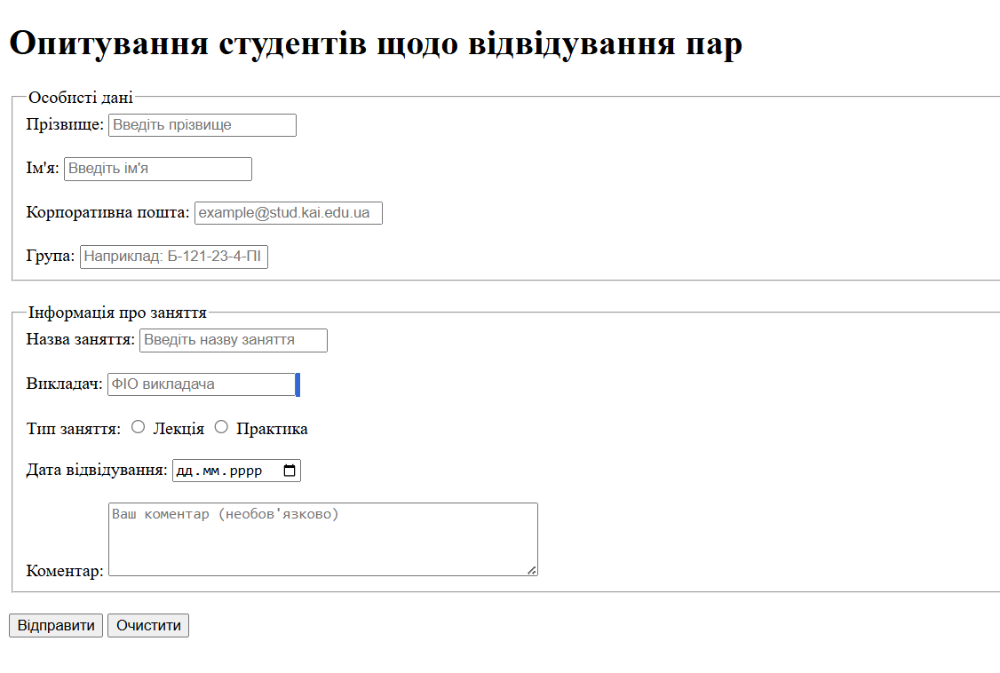 Опитування студентів щодо відвідування пар
Особисті дані
Прізвище: Введіть прізвище
Ім'я: Введіть ім'я
Корпоративна пошта: example@stud.kai.edu.ua
Група: Наприклад: Б-121-23-4-ПІ
Інформація про заняття
Назва заняття: Введіть назву заняття
Викладач: ФІО викладача
Тип заняття: Лекція Практика
Дата відвідування: дд.мм.рррр
Ваш коментар (необов'язково)
Коментар:
Відправити Очистити